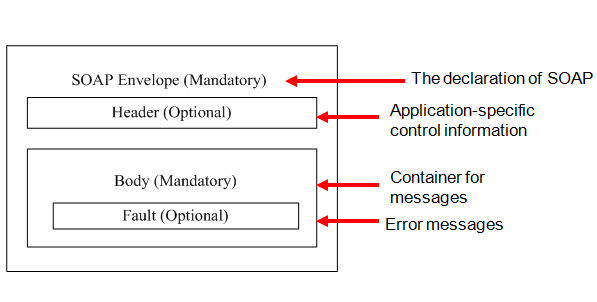 SOAP Envelope (Mandatory)
The declaration of SOAP
Header (Optional)
Application-specific
control information
Body (Mandatory)
Container for
messages
Fault (Optional)
Error messages